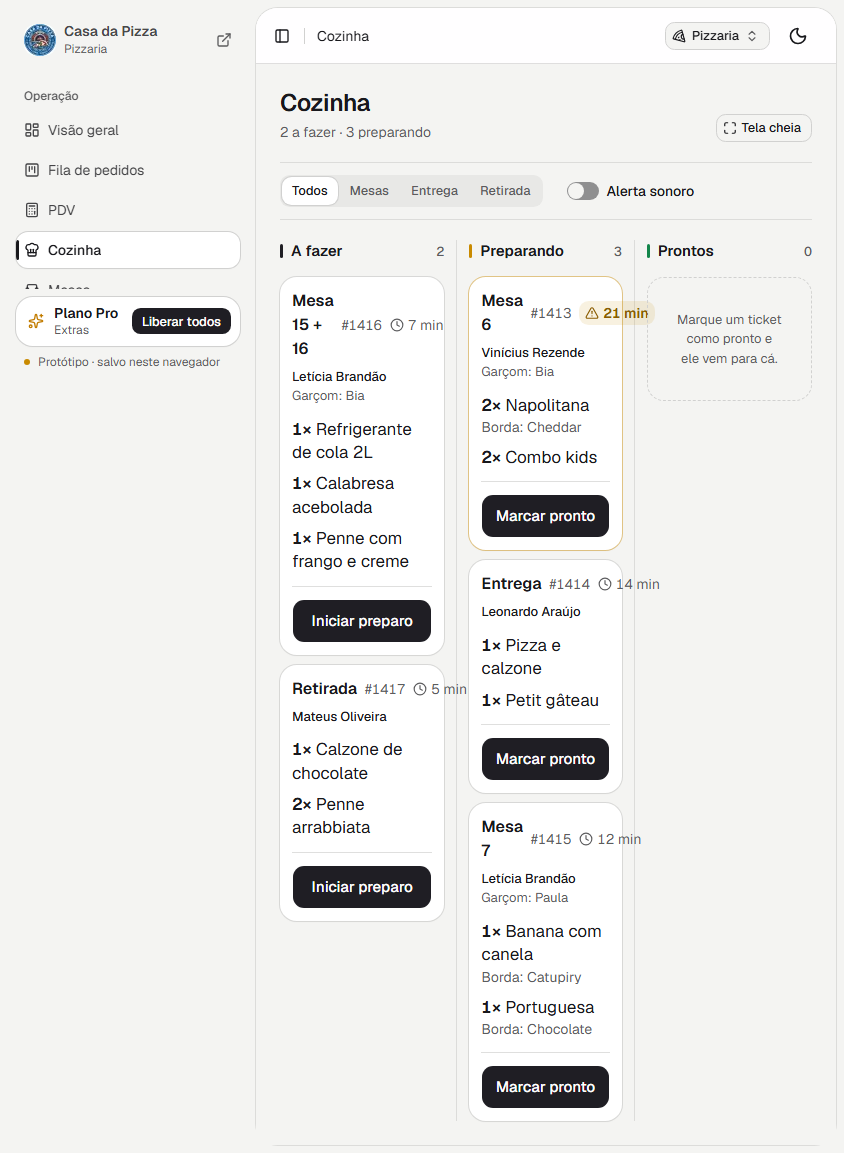 Casa da Pizza
Pizzaria
Operação
Visão geral
Fila de pedidos
PDV
Cozinha
Plano Pro
Extras
Liberar todos
Protótipo · salvo neste navegador
Cozinha
Pizzaria
Cozinha
2 a fazer · 3 preparando
Tela cheia
Todos
Mesas
Entrega
Retirada
Alerta sonoro
A fazer
2
Mesa
15 +
16
#1416
7 min
Letícia Brandão
Garçom: Bia
1× Refrigerante
de cola 2L
1× Calabresa
acebolada
1× Penne com
frango e creme
Iniciar preparo
Retirada
#1417
5 min
Mateus Oliveira
1× Calzone de
chocolate
2× Penne
arrabbiata
Iniciar preparo
Preparando
3
Mesa
6
#1413
21 min
Vinícius Rezende
Garçom: Bia
2× Napolitana
Borda: Cheddar
2× Combo kids
Marcar pronto
Entrega
#1414
14 min
Leonardo Araújo
1× Pizza e
calzone
1× Petit gâteau
Marcar pronto
Mesa
7
#1415
12 min
Letícia Brandão
Garçom: Paula
1× Banana com
canela
Borda: Catupiry
1× Portuguesa
Borda: Chocolate
Marcar pronto
Prontos
0
Marque um ticket
como pronto e
ele vem para cá.